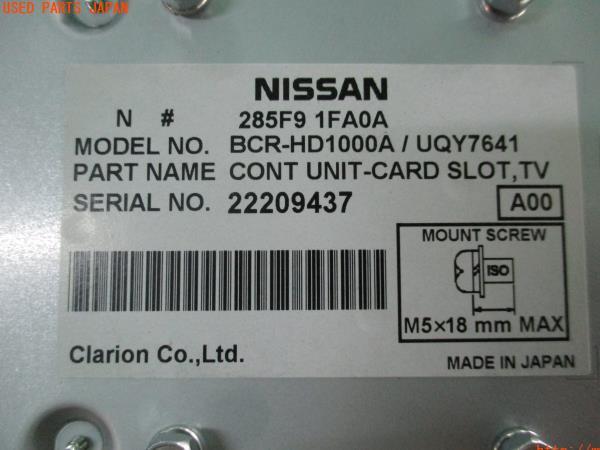 USED PARTS JAPAN
NISSAN
N # 285F9 1FA0A
MODEL NO. BCR-HD1000A / UQY7641
PART NAME CONT UNIT-CARD SLOT,TV
SERIAL NO. 22209437
A00
MOUNT SCREW
ISO
M5×18 mm MAX
Clarion Co.,Ltd.
MADE IN JAPAN